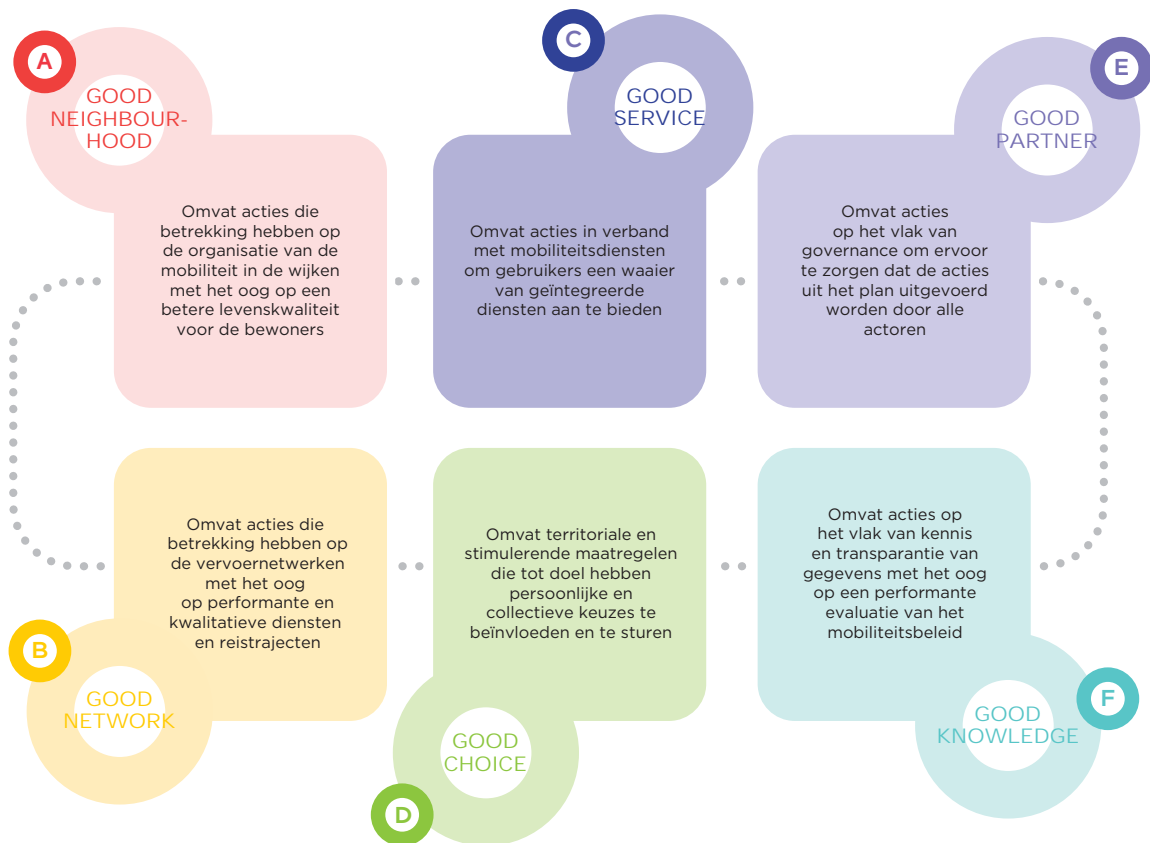 A
GOOD
NEIGHBOUR-
HOOD
Omvat acties die
betrekking hebben op
de organisatie van de
mobiliteit in de wijken
met het oog op een
betere levenskwaliteit
voor de bewoners
C
GOOD
SERVICE
Omvat acties in verband
met mobiliteitsdiensten
om gebruikers een waaier
van geïntegreerde
diensten aan te bieden
E
GOOD
PARTNER
Omvat acties
op het vlak van
governance om ervoor
te zorgen dat de acties
uit het plan uitgevoerd
worden door alle
actoren
Omvat acties die
betrekking hebben op
de vervoernetwerken
met het oog
op performante en
kwalitatieve diensten
en reistrajecten
B
GOOD
NETWORK
Omvat territoriale en
stimulerende maatregelen
die tot doel hebben
persoonlijke en
collectieve keuzes te
beïnvloeden en te sturen
GOOD
CHOICE
D
Omvat acties op
het vlak van kennis
en transparantie van
gegevens met het oog
op een performante
evaluatie van het
mobiliteitsbeleid
F
GOOD
KNOWLEDGE